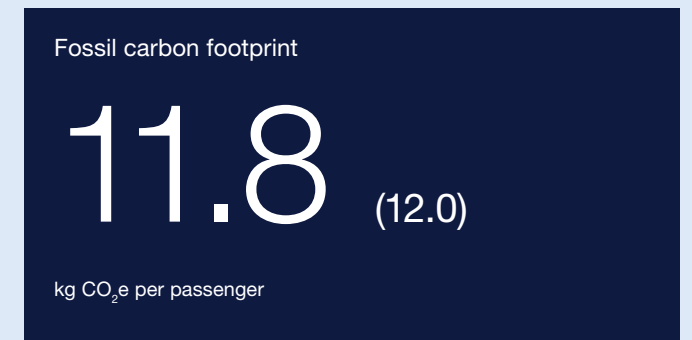 Fossil carbon footprint
11.8 (12.0)
kg CO₂e per passenger